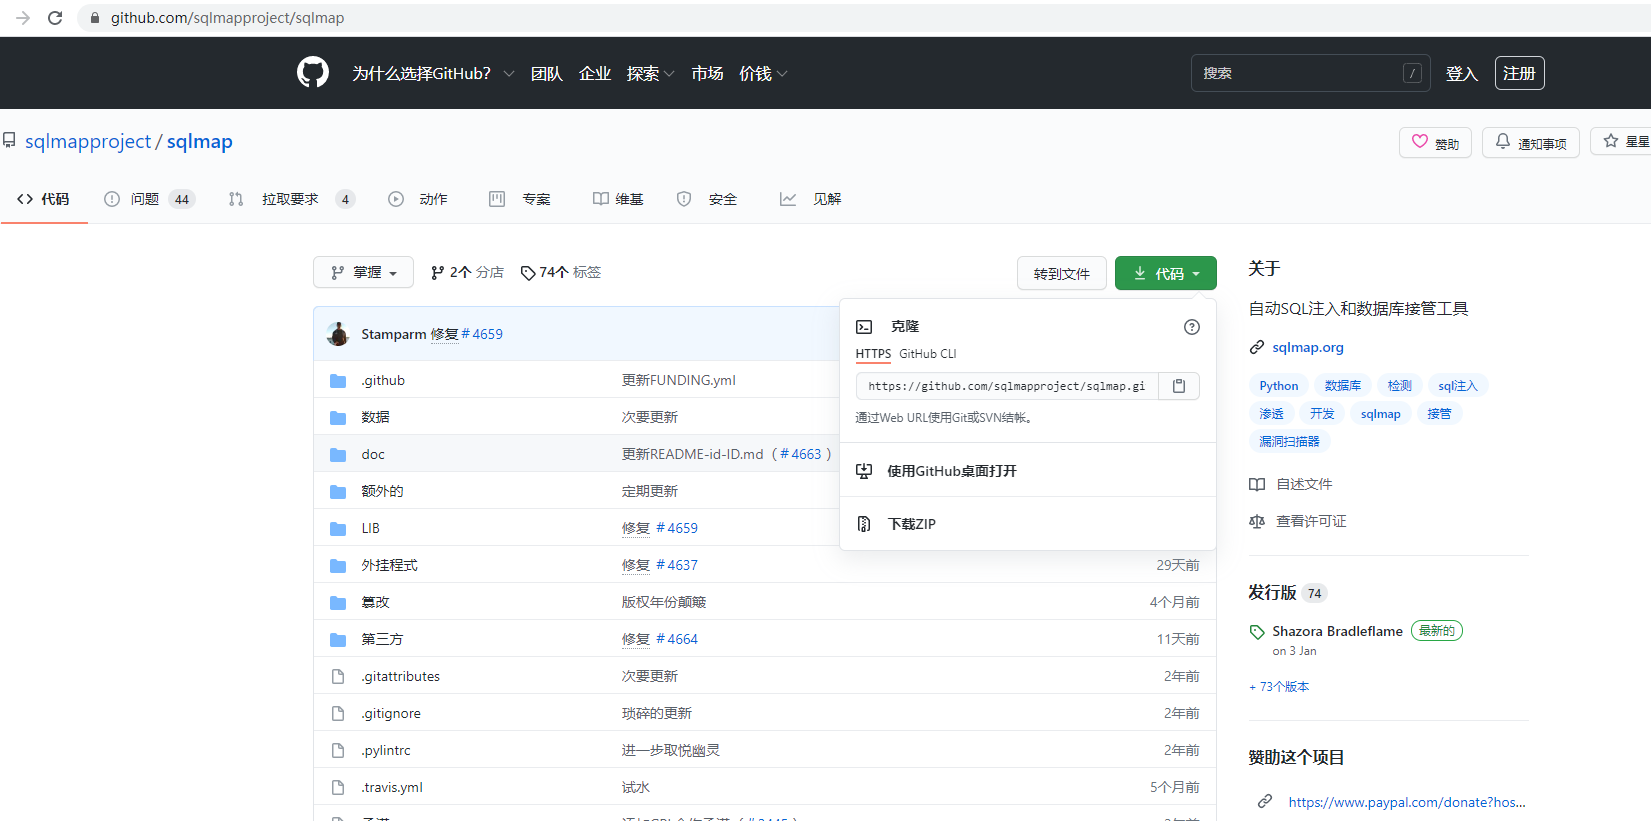 github.com/sqlmapproject/sqlmap
为什么选择GitHub? 团队 企业 探索 市场 价钱 搜索 / 登入 注册
sqlmapproject / sqlmap 赞助 通知事项 星星
代码 问题 44 拉取要求 4 动作 专案 维基 安全 见解
掌握 2个 分店 74个 标签 转到文件 代码
Stamparm 修复 #4659
.github 更新FUNDING.yml
数据 次要更新
doc 更新README-id-ID.md (#4663)
额外的 定期更新
LIB 修复 #4659
外挂程式 修复 #4637 29天前
篡改 版权年份颠簸 4个月前
第三方 修复 #4664 11天前
.gitattributes 次要更新 2年前
.gitignore 琐碎的更新 2年前
.pylintrc 进一步取悦幽灵 2年前
.travis.yml 试水 5个月前
克隆
HTTPS GitHub CLI
https://github.com/sqlmapproject/sqlmap.gi
通过Web URL使用Git或SVN结帐。
使用GitHub桌面打开
下载ZIP
关于
自动SQL注入和数据库接管工具
sqlmap.org
Python 数据库 检测 sql注入
渗透 开发 sqlmap 接管
漏洞扫描器
自述文件
查看许可证
发行版 74
Shazora Bradleflame 最新的
on 3 Jan
+ 73个版本
赞助这个项目
https://www.paypal.com/donate?hos...